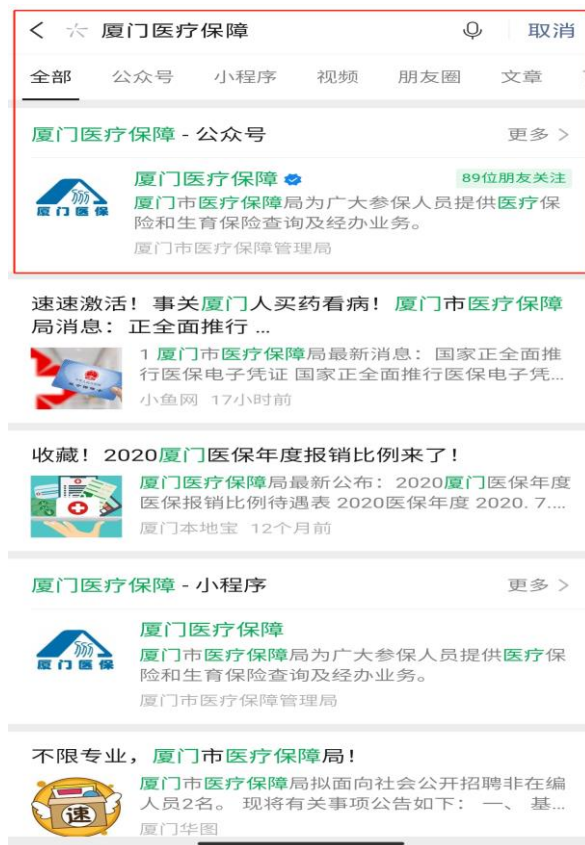 厦门医疗保障 取消
全部 公众号 小程序 视频 朋友圈 文章
厦门医疗保障 - 公众号 更多 >
厦门医保
厦门医疗保障 89位朋友关注
厦门市医疗保障局为广大参保人员提供医疗保
险和生育保险查询及经办业务。
厦门市医疗保障管理局
速速激活！事关厦门人买药看病！厦门市医疗保障
局消息：正全面推行 ...
1 厦门市医疗保障局最新消息：国家正全面推
行医保电子凭证 国家正全面推行医保电子凭...
小鱼网 17小时前
收藏！2020厦门医保年度报销比例来了！
厦门医疗保障局最新公布：2020厦门医保年度
医保报销比例待遇表 2020医保年度 2020. 7....
厦门本地宝 12个月前
厦门医疗保障 - 小程序 更多 >
厦门医保
厦门医疗保障
厦门市医疗保障局为广大参保人员提供医疗保
险和生育保险查询及经办业务。
厦门市医疗保障管理局
不限专业，厦门市医疗保障局！
速
厦门市医疗保障局拟面向社会公开招聘非在编
人员2名。 现将有关事项公告如下： 一、 基...
厦门华图